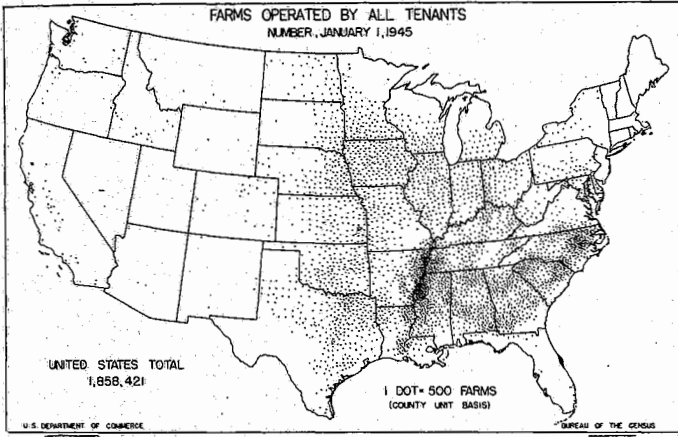 FARMS OPERATED BY ALL TENANTS
NUMBER, JANUARY 1, 1945
UNITED STATES TOTAL
1,858,421
1 DOT = 500 FARMS
(COUNTY UNIT BASIS)
U.S. DEPARTMENT OF COMMERCE
BUREAU OF THE CENSUS